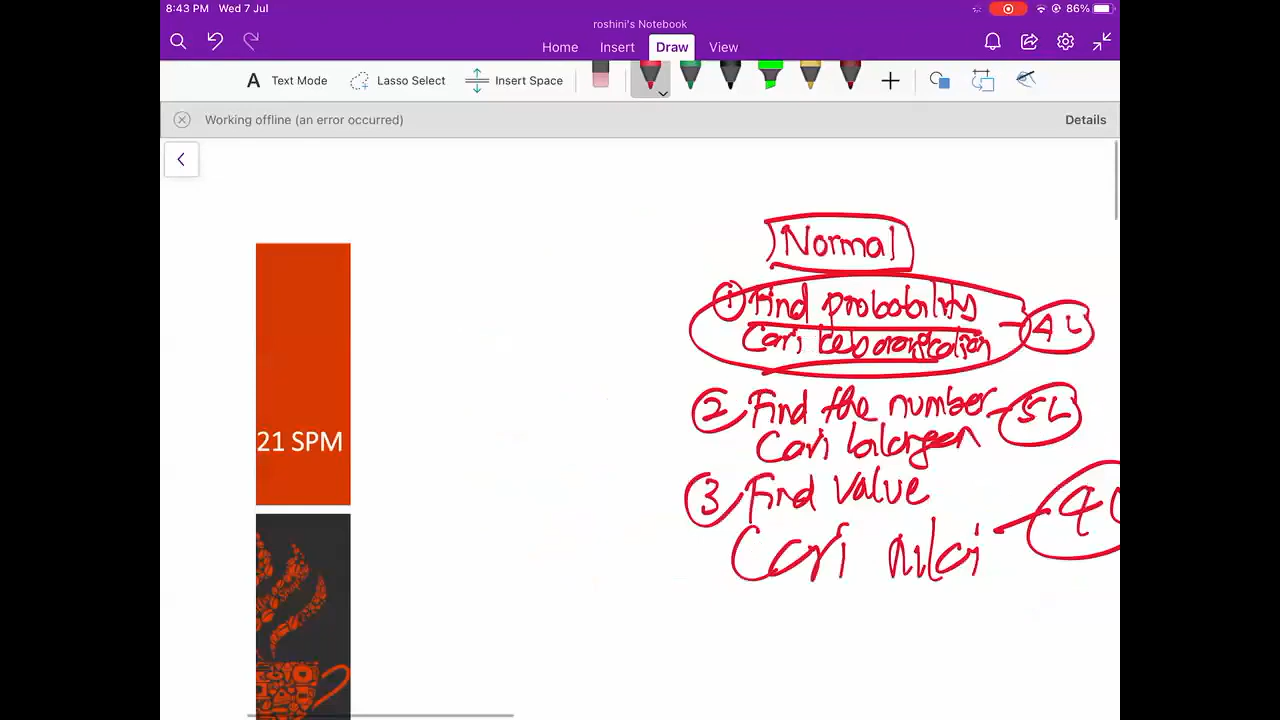 8:43 PM Wed 7 Jul
86%
roshini's Notebook
Home Insert Draw View
A Text Mode Lasso Select Insert Space
Working offline (an error occurred)
Details
21 SPM
Normal
① Find probability
Cari kebarangkalian
4L
② Find the number
5L
Cari bilangan
③ Find value
Cari nilai